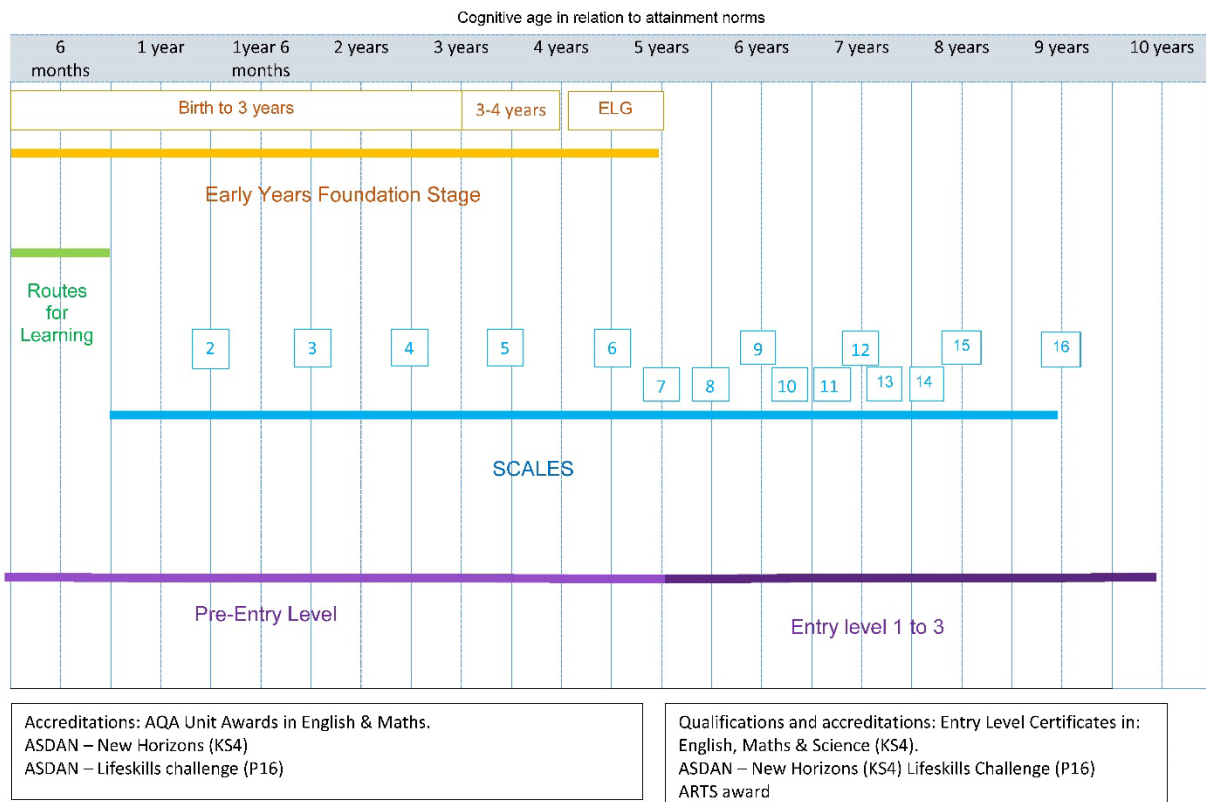 Cognitive age in relation to attainment norms
6 months
1 year
1year 6 months
2 years
3 years
4 years
5 years
6 years
7 years
8 years
9 years
10 years
Birth to 3 years
3-4 years
ELG
Early Years Foundation Stage
Routes
for
Learning
2
3
4
5
6
7
8
9
10
11
12
13
14
15
16
SCALES
Pre-Entry Level
Entry level 1 to 3
Accreditations: AQA Unit Awards in English & Maths.
ASDAN – New Horizons (KS4)
ASDAN – Lifeskills challenge (P16)
Qualifications and accreditations: Entry Level Certificates in:
English, Maths & Science (KS4).
ASDAN – New Horizons (KS4) Lifeskills Challenge (P16)
ARTS award